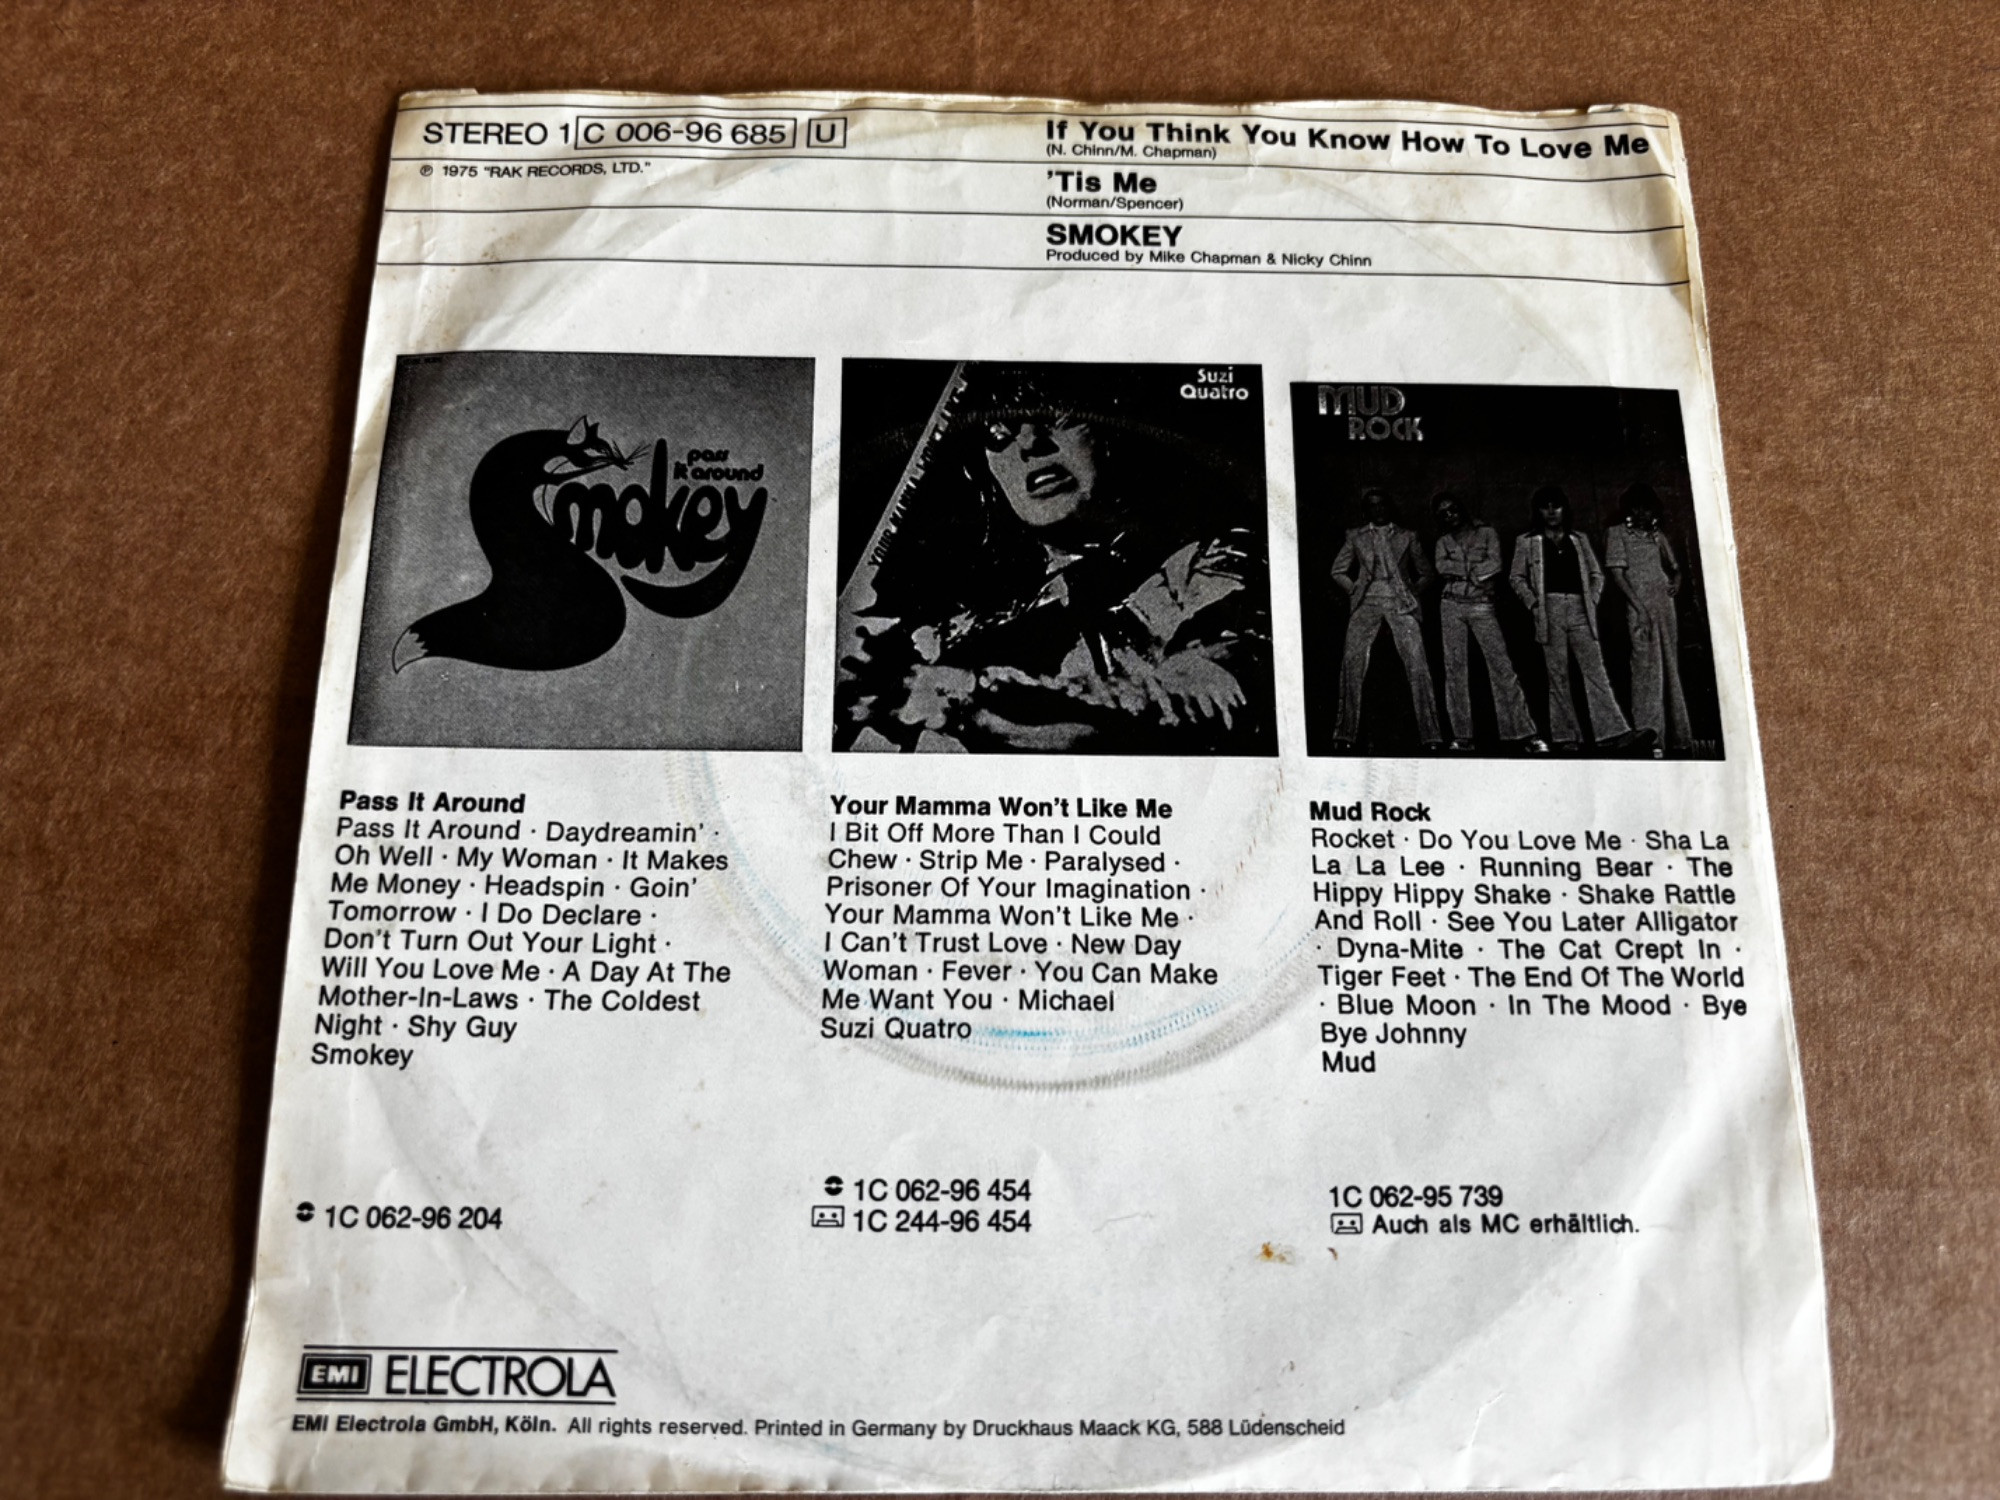 STEREO 1 C 006-96 685 U
℗ 1975 "RAK RECORDS, LTD."
If You Think You Know How To Love Me
(N. Chinn/M. Chapman)
'Tis Me
(Norman/Spencer)
SMOKEY
Produced by Mike Chapman & Nicky Chinn
pass
it around
Smokey
Suzi
Quatro
MUD
ROCK
Pass It Around
Pass It Around · Daydreamin' ·
Oh Well · My Woman · It Makes
Me Money · Headspin · Goin'
Tomorrow · I Do Declare ·
Don't Turn Out Your Light ·
Will You Love Me · A Day At The
Mother-In-Laws · The Coldest
Night · Shy Guy
Smokey
1C 062-96 204
Your Mamma Won't Like Me
I Bit Off More Than I Could
Chew · Strip Me · Paralysed ·
Prisoner Of Your Imagination ·
Your Mamma Won't Like Me ·
I Can't Trust Love · New Day
Woman · Fever · You Can Make
Me Want You · Michael
Suzi Quatro
1C 062-96 454
1C 244-96 454
Mud Rock
Rocket · Do You Love Me · Sha La
La La Lee · Running Bear · The
Hippy Hippy Shake · Shake Rattle
And Roll · See You Later Alligator
· Dyna-Mite · The Cat Crept In ·
Tiger Feet · The End Of The World
· Blue Moon · In The Mood · Bye
Bye Johnny
Mud
1C 062-95 739
Auch als MC erhältlich.
EMI ELECTROLA
EMI Electrola GmbH, Köln. All rights reserved. Printed in Germany by Druckhaus Maack KG, 588 Lüdenscheid